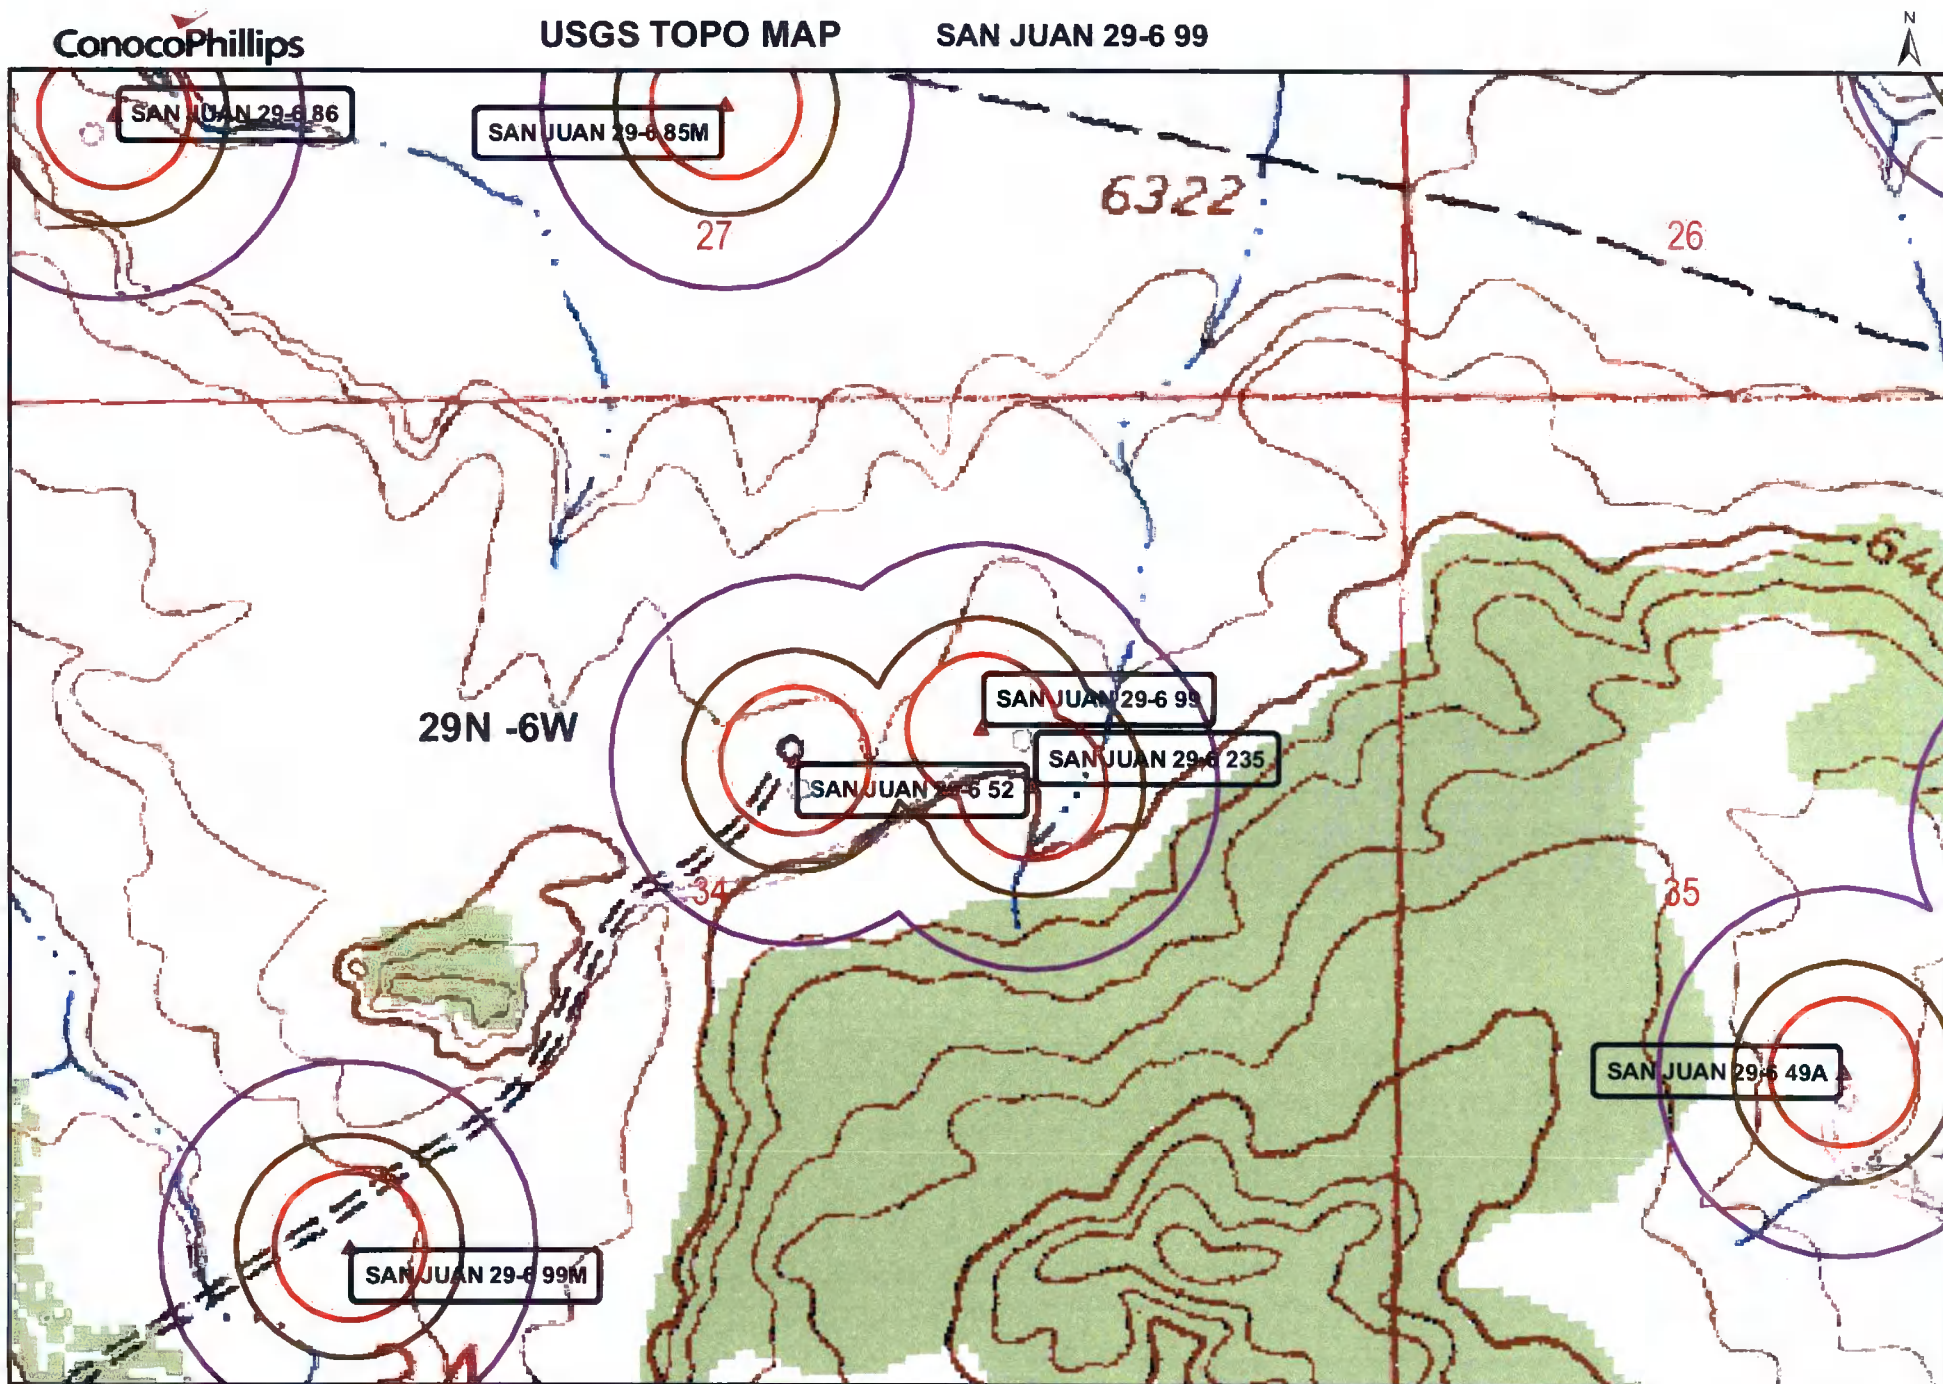 ConocoPhillips
USGS TOPO MAP
SAN JUAN 29-6 99
N
SAN JUAN 29-6 86
SAN JUAN 29-6 85M
6322
27
26
29N -6W
SAN JUAN 29-6 99
SAN JUAN 29-6 235
SAN JUAN 29-6 52
34
35
SAN JUAN 29-6 49A
SAN JUAN 29-6 99M